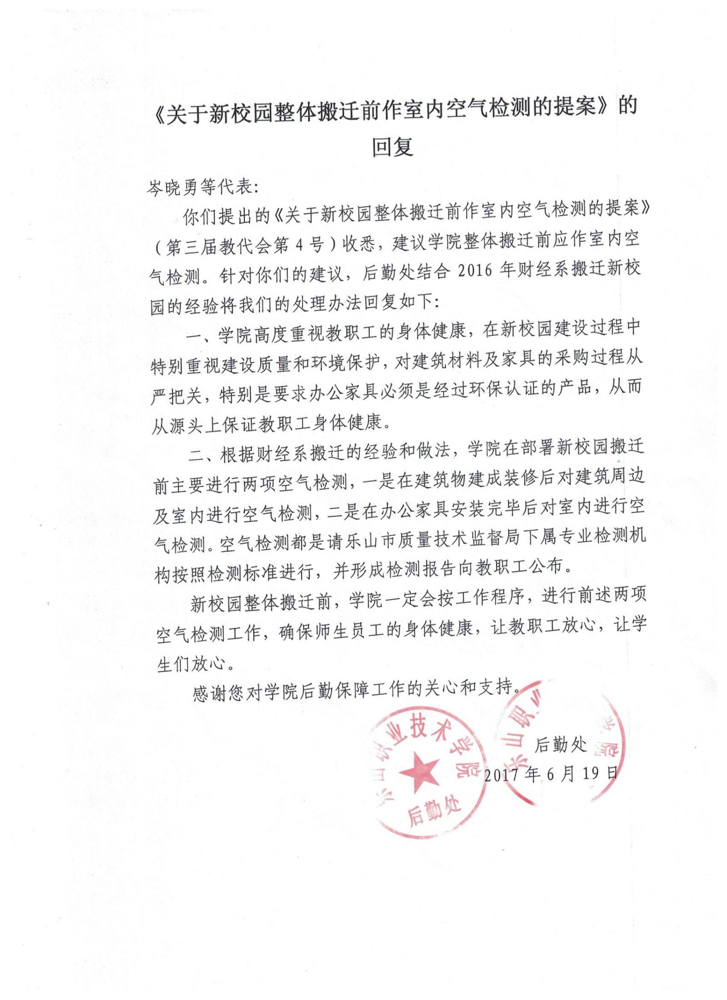 《关于新校园整体搬迁前作室内空气检测的提案》的
回复
岑晓勇等代表：
你们提出的《关于新校园整体搬迁前作室内空气检测的提案》
（第三届教代会第 4 号）收悉，建议学院整体搬迁前应作室内空
气检测。针对你们的建议，后勤处结合 2016 年财经系搬迁新校
园的经验将我们的处理办法回复如下：
一、学院高度重视教职工的身体健康，在新校园建设过程中
特别重视建设质量和环境保护，对建筑材料及家具的采购过程从
严把关，特别是要求办公家具必须是经过环保认证的产品，从而
从源头上保证教职工身体健康。
二、根据财经系搬迁的经验和做法，学院在部署新校园搬迁
前主要进行两项空气检测，一是在建筑物建成装修后对建筑周边
及室内进行空气检测，二是在办公家具安装完毕后对室内进行空
气检测。空气检测都是请乐山市质量技术监督局下属专业检测机
构按照检测标准进行，并形成检测报告向教职工公布。
新校园整体搬迁前，学院一定会按工作程序，进行前述两项
空气检测工作，确保师生员工的身体健康，让教职工放心，让学
生们放心。
感谢您对学院后勤保障工作的关心和支持。
后勤处
2017 年 6 月 19 日
乐山职业技术学院
后勤处
乐山职业 学院